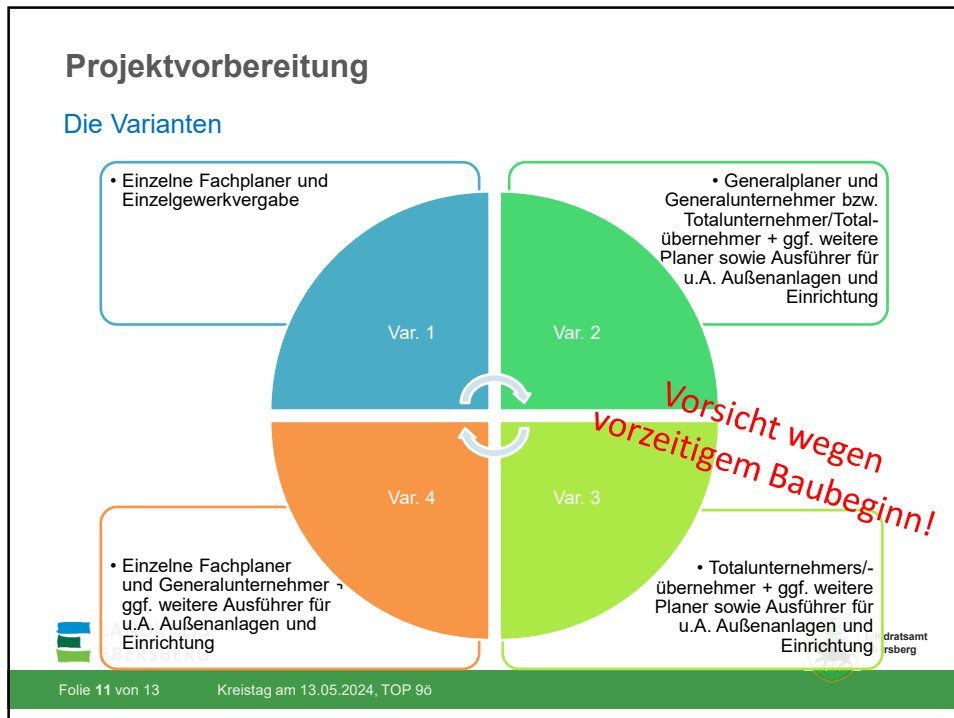 Projektvorbereitung
Die Varianten
• Einzelne Fachplaner und
Einzelgewerkvergabe
• Generalplaner und
Generalunternehmer bzw.
Totalunternehmer/Total-
übernehmer + ggf. weitere
Planer sowie Ausführer für
u.A. Außenanlagen und
Einrichtung
Var. 1
Var. 2
Vorsicht wegen
vorzeitigem Baubeginn!
Var. 4
Var. 3
• Einzelne Fachplaner
und Generalunternehmer
ggf. weitere Ausführer für
u.A. Außenanlagen und
Einrichtung
• Totalunternehmers/-
übernehmer + ggf. weitere
Planer sowie Ausführer für
u.A. Außenanlagen und
Einrichtung
EBERSBERG
Folie 11 von 13
Kreistag am 13.05.2024, TOP 9ö